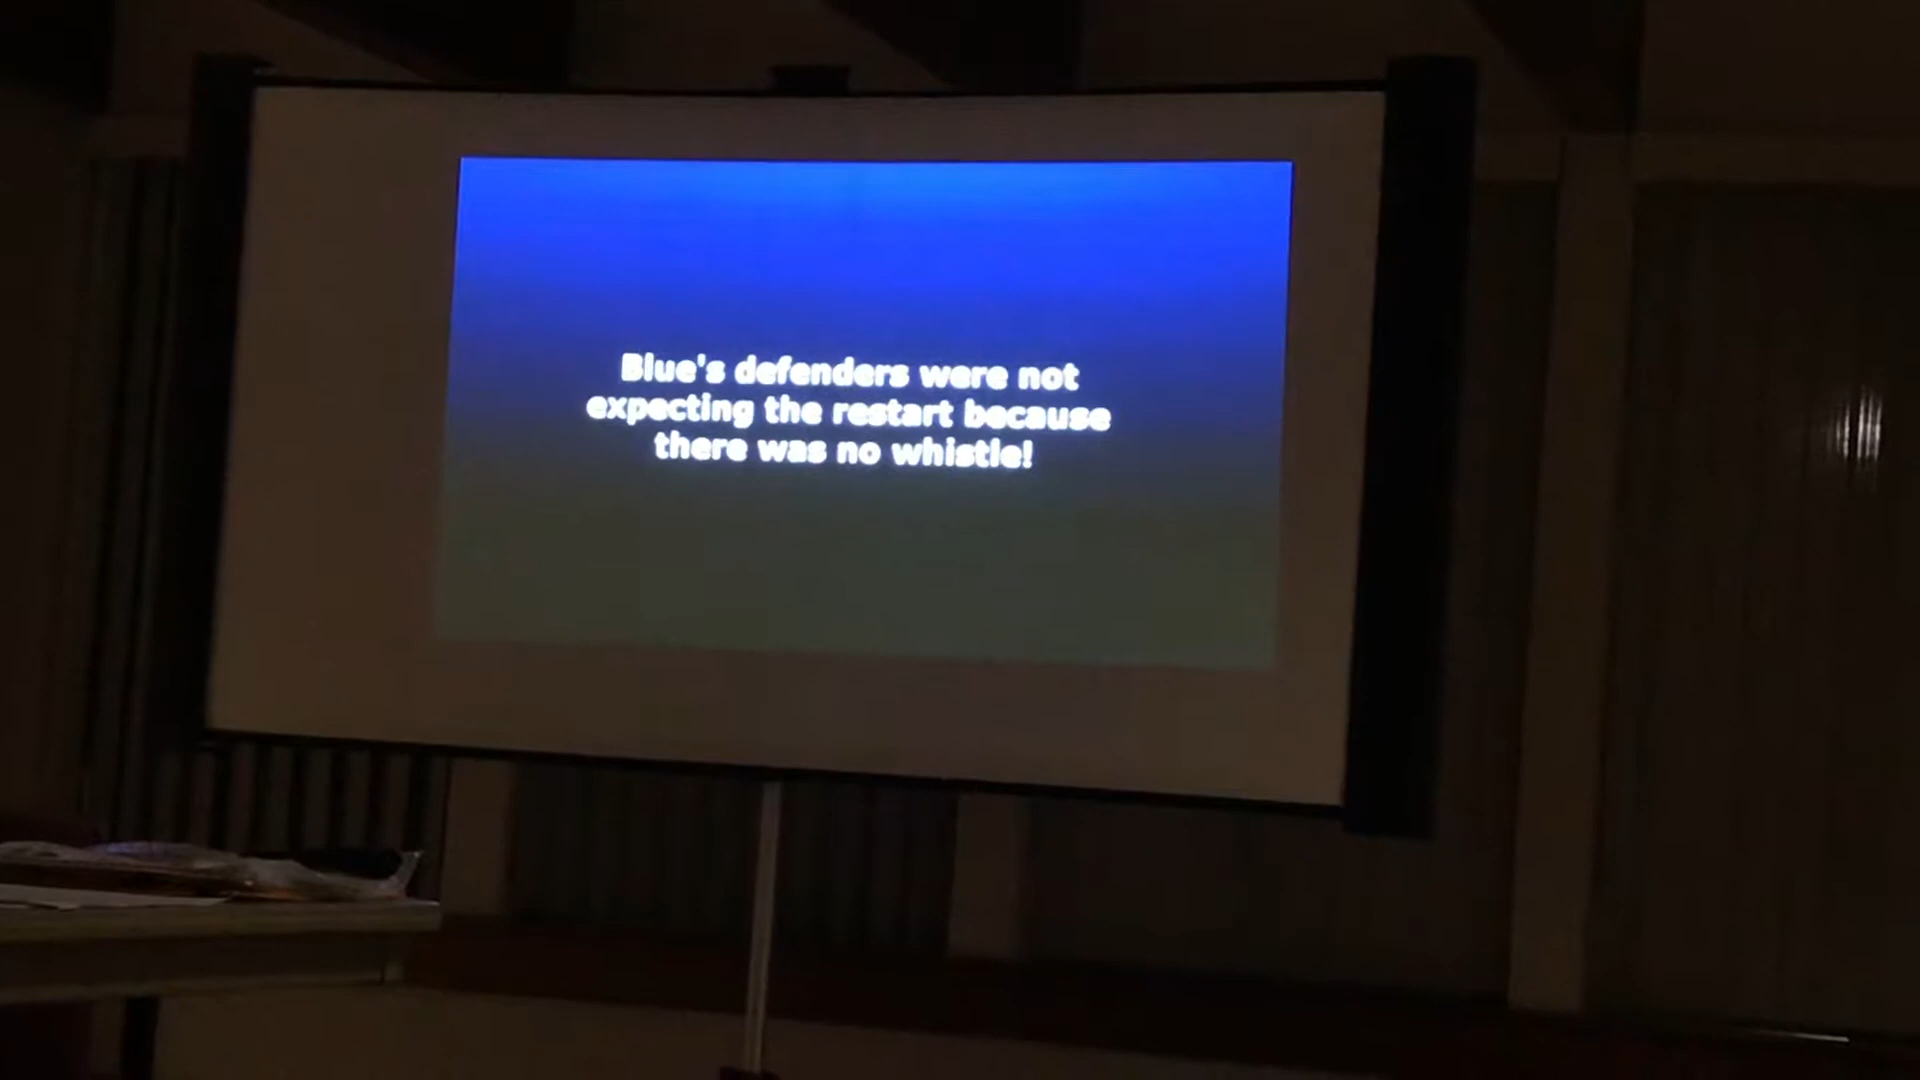 Blue's defenders were not
expecting the restart because
there was no whistle!